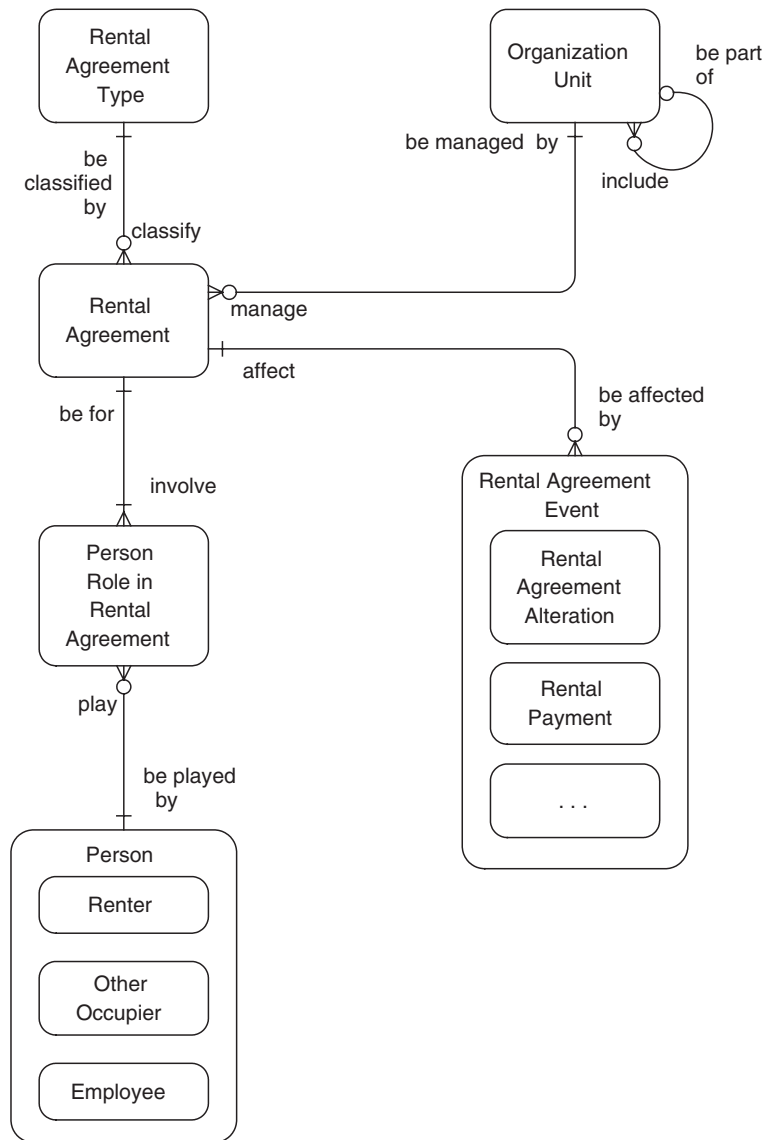 Rental
Agreement
Type
Organization
Unit
be part
of
be managed by
include
be
classified
by
classify
Rental
Agreement
manage
affect
be for
be affected
by
involve
Rental Agreement
Event
Person
Role in
Rental
Agreement
Rental
Agreement
Alteration
play
Rental
Payment
be played
by
. . .
Person
Renter
Other
Occupier
Employee